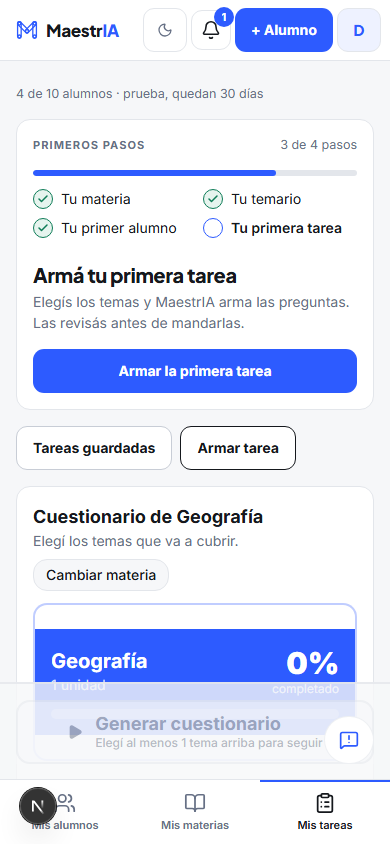 MaestrIA
1
+ Alumno
D
4 de 10 alumnos · prueba, quedan 30 días
PRIMEROS PASOS
3 de 4 pasos
Tu materia
Tu temario
Tu primer alumno
Tu primera tarea
Armá tu primera tarea
Elegís los temas y MaestrIA arma las preguntas.
Las revisás antes de mandarlas.
Armar la primera tarea
Tareas guardadas
Armar tarea
Cuestionario de Geografía
Elegí los temas que va a cubrir.
Cambiar materia
Geografía
0%
1 unidad
completado
Generar cuestionario
Elegí al menos 1 tema arriba para seguir
N
Mis alumnos
Mis materias
Mis tareas